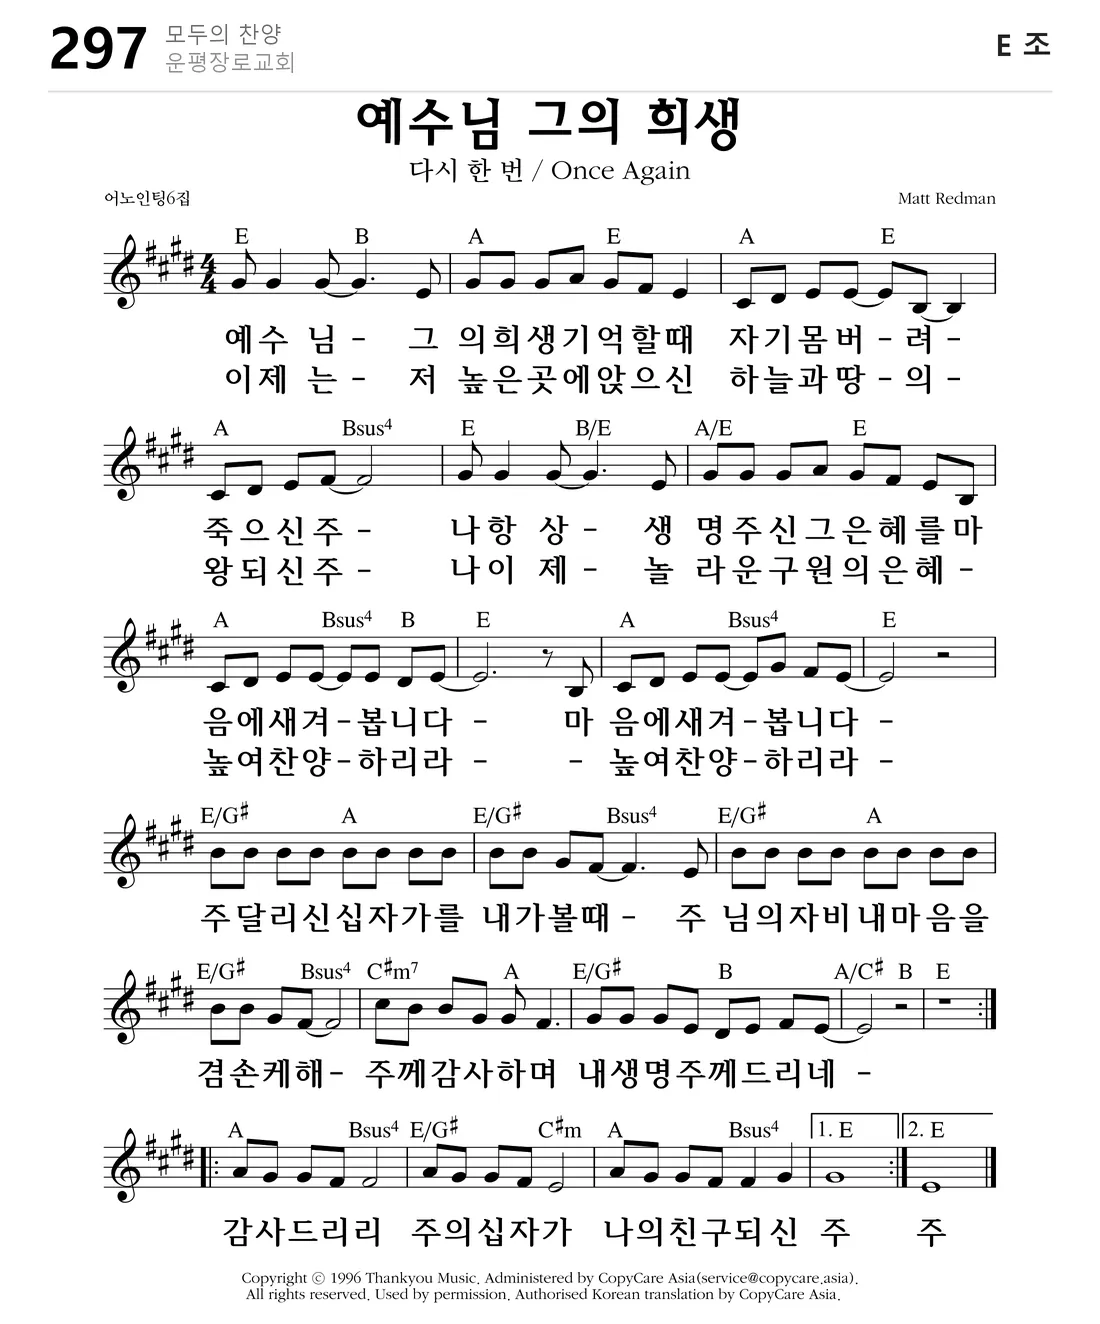 297 모두의 찬양
운평장로교회
E 조
예수님 그의 희생
다시 한 번 / Once Again
어노인팅6집
Matt Redman
E B A E A E
4/4
예수 님 - 그 의희생기억할때 자기몸버 - 려 -
이제 는 - 저 높은곳에앉으신 하늘과땅 - 의 -
A Bsus4 E B/E A/E E
죽으신주 - 나항 상 - 생 명주신그은혜를마
왕되신주 - 나이 제 - 놀 라운구원의은혜 -
A Bsus4 B E A Bsus4 E
음에새겨-봅니다 - 마 음에새겨-봅니다 -
높여찬양-하리라 - - 높여찬양-하리라 -
E/G♯ A E/G♯ Bsus4 E/G♯ A
주달리신십자가를 내가볼때 - 주 님의자비내마음을
E/G♯ Bsus4 C♯m7 A E/G♯ B A/C♯ B E
겸손케해- 주께감사하며 내생명주께드리네 -
A Bsus4 E/G♯ C♯m A Bsus4 1. E 2. E
감사드리리 주의십자가 나의친구되신 주 주
Copyright ⓒ 1996 Thankyou Music. Administered by CopyCare Asia(service@copycare.asia).
All rights reserved. Used by permission. Authorised Korean translation by CopyCare Asia.